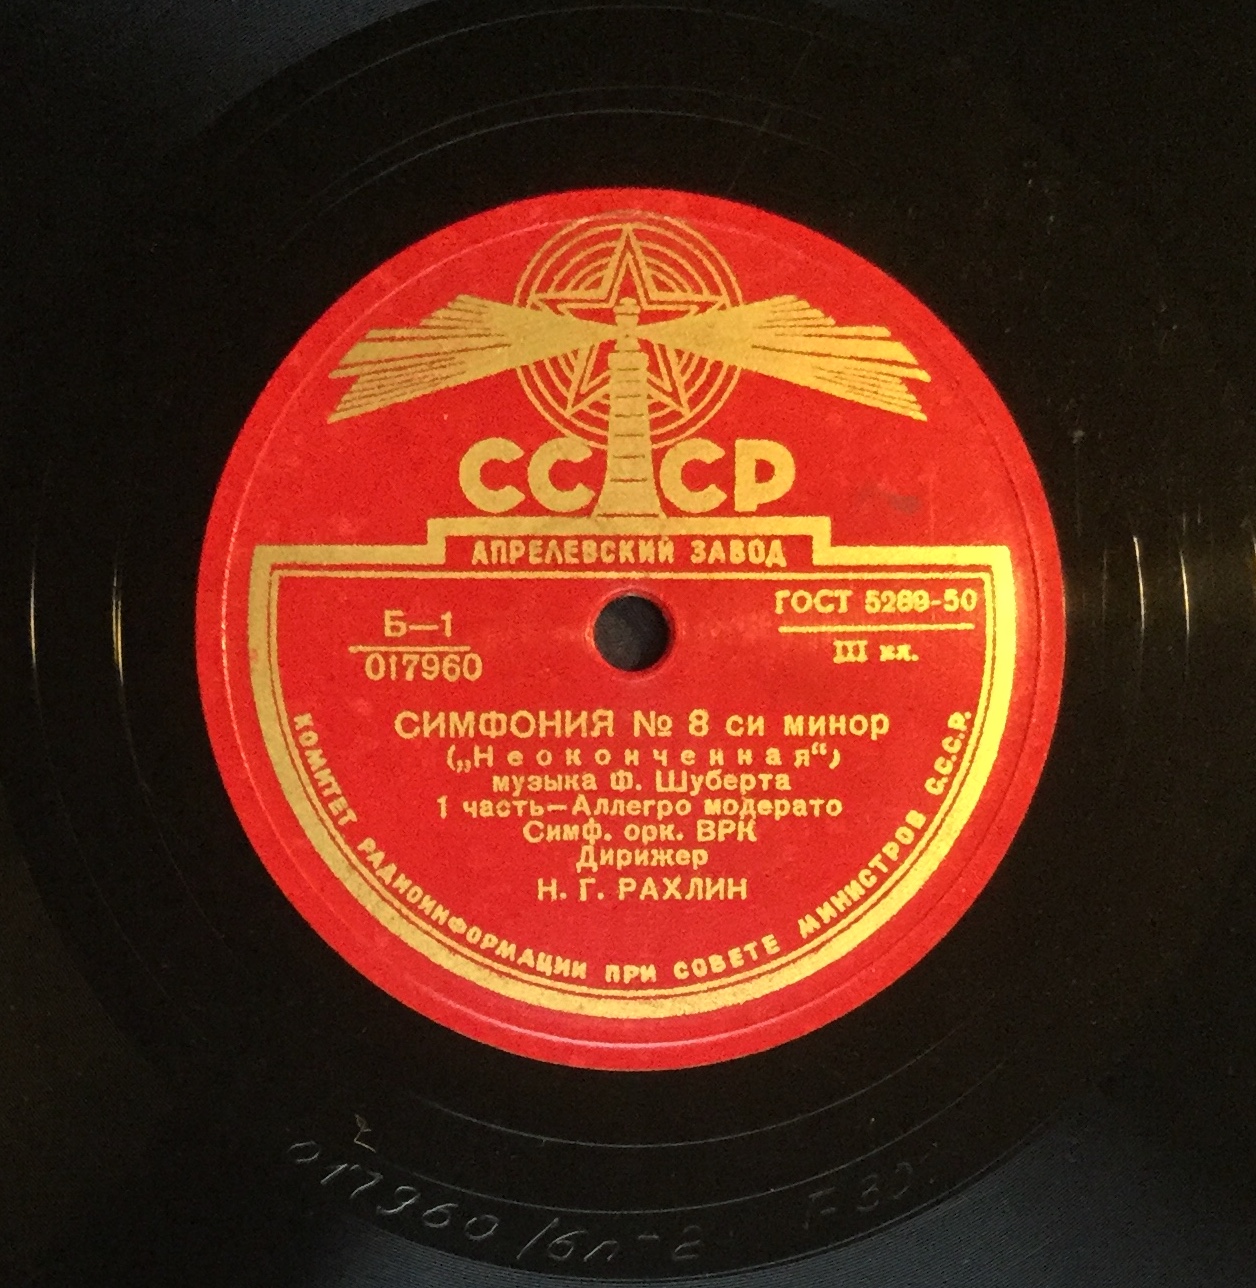 СССР
АПРЕЛЕВСКИЙ ЗАВОД
Б—1
017960
ГОСТ 5289-50
III кл.
СИМФОНИЯ № 8 си минор
(„Неоконченная“)
музыка Ф. Шуберта
1 часть—Аллегро модерато
Симф. орк. ВРК
Дирижер
Н. Г. РАХЛИН
КОМИТЕТ РАДИОИНФОРМАЦИИ ПРИ СОВЕТЕ МИНИСТРОВ С.С.С.Р.
017960/6л-2